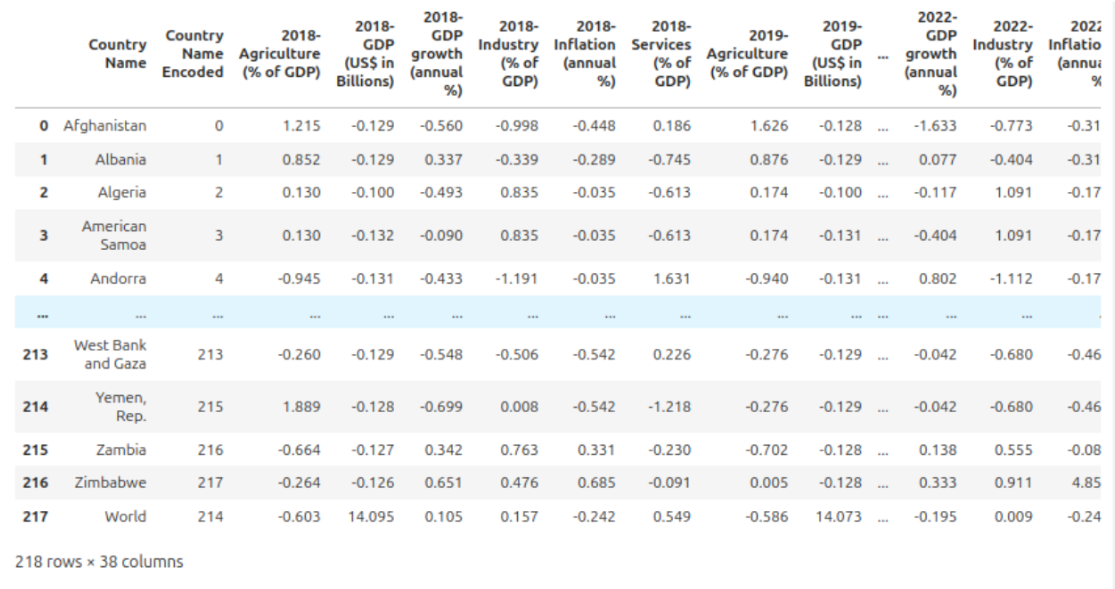 Country Name Country Name Encoded 2018-Agriculture (% of GDP) 2018-GDP (US$ in Billions) 2018-GDP growth (annual %) 2018-Industry (% of GDP) 2018-Inflation (annual %) 2018-Services (% of GDP) 2019-Agriculture (% of GDP) 2019-GDP (US$ in Billions) ... 2022-GDP growth (annual %) 2022-Industry (% of GDP) 2022 Inflatio (annua %
0 Afghanistan 0 1.215 -0.129 -0.560 -0.998 -0.448 0.186 1.626 -0.128 ... -1.633 -0.773 -0.31
1 Albania 1 0.852 -0.129 0.337 -0.339 -0.289 -0.745 0.876 -0.129 ... 0.077 -0.404 -0.31
2 Algeria 2 0.130 -0.100 -0.493 0.835 -0.035 -0.613 0.174 -0.100 ... -0.117 1.091 -0.17
3 American Samoa 3 0.130 -0.132 -0.090 0.835 -0.035 -0.613 0.174 -0.131 ... -0.404 1.091 -0.17
4 Andorra 4 -0.945 -0.131 -0.433 -1.191 -0.035 1.631 -0.940 -0.131 ... 0.802 -1.112 -0.17
... ... ... ... ... ... ... ... ... ... ... ... ... ...
213 West Bank and Gaza 213 -0.260 -0.129 -0.548 -0.506 -0.542 0.226 -0.276 -0.129 ... -0.042 -0.680 -0.46
214 Yemen, Rep. 215 1.889 -0.128 -0.699 0.008 -0.542 -1.218 -0.276 -0.129 ... -0.042 -0.680 -0.46
215 Zambia 216 -0.664 -0.127 0.342 0.763 0.331 -0.230 -0.702 -0.128 ... 0.138 0.555 -0.08
216 Zimbabwe 217 -0.264 -0.126 0.651 0.476 0.685 -0.091 0.005 -0.128 ... 0.333 0.911 4.85
217 World 214 -0.603 14.095 0.105 0.157 -0.242 0.549 -0.586 14.073 ... -0.195 0.009 -0.24
218 rows × 38 columns